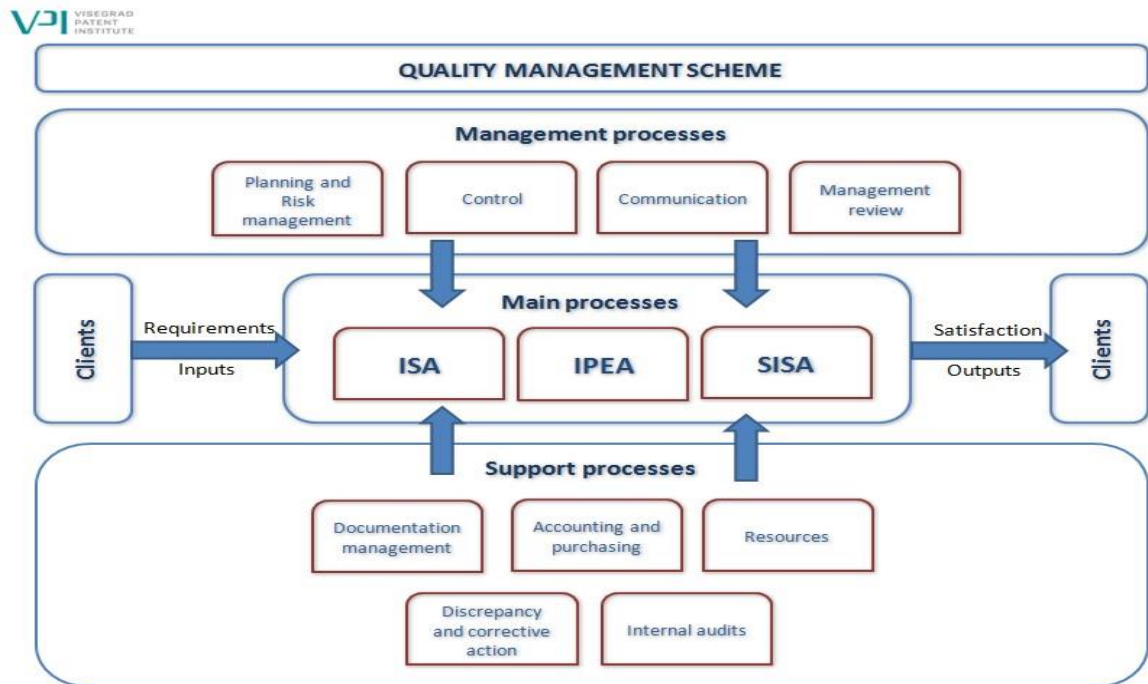 VPI
VISEGRAD
PATENT
INSTITUTE
QUALITY MANAGEMENT SCHEME
Management processes
Planning and
Risk
management
Control
Communication
Management
review
Clients
Requirements
Inputs
Main processes
ISA
IPEA
SISA
Satisfaction
Outputs
Clients
Support processes
Documentation
management
Accounting and
purchasing
Resources
Discrepancy
and corrective
action
Internal audits